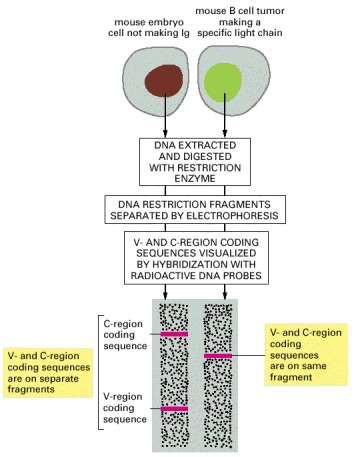 mouse embryo
cell not making Ig
mouse B cell tumor
making a
specific light chain
DNA EXTRACTED
AND DIGESTED
WITH RESTRICTION
ENZYME
DNA RESTRICTION FRAGMENTS
SEPARATED BY ELECTROPHORESIS
V- AND C-REGION CODING
SEQUENCES VISUALIZED
BY HYBRIDIZATION WITH
RADIOACTIVE DNA PROBES
V- and C-region
coding sequences
are on separate
fragments
C-region
coding
sequence
V-region
coding
sequence
V- and C-region
coding
sequences
are on same
fragment